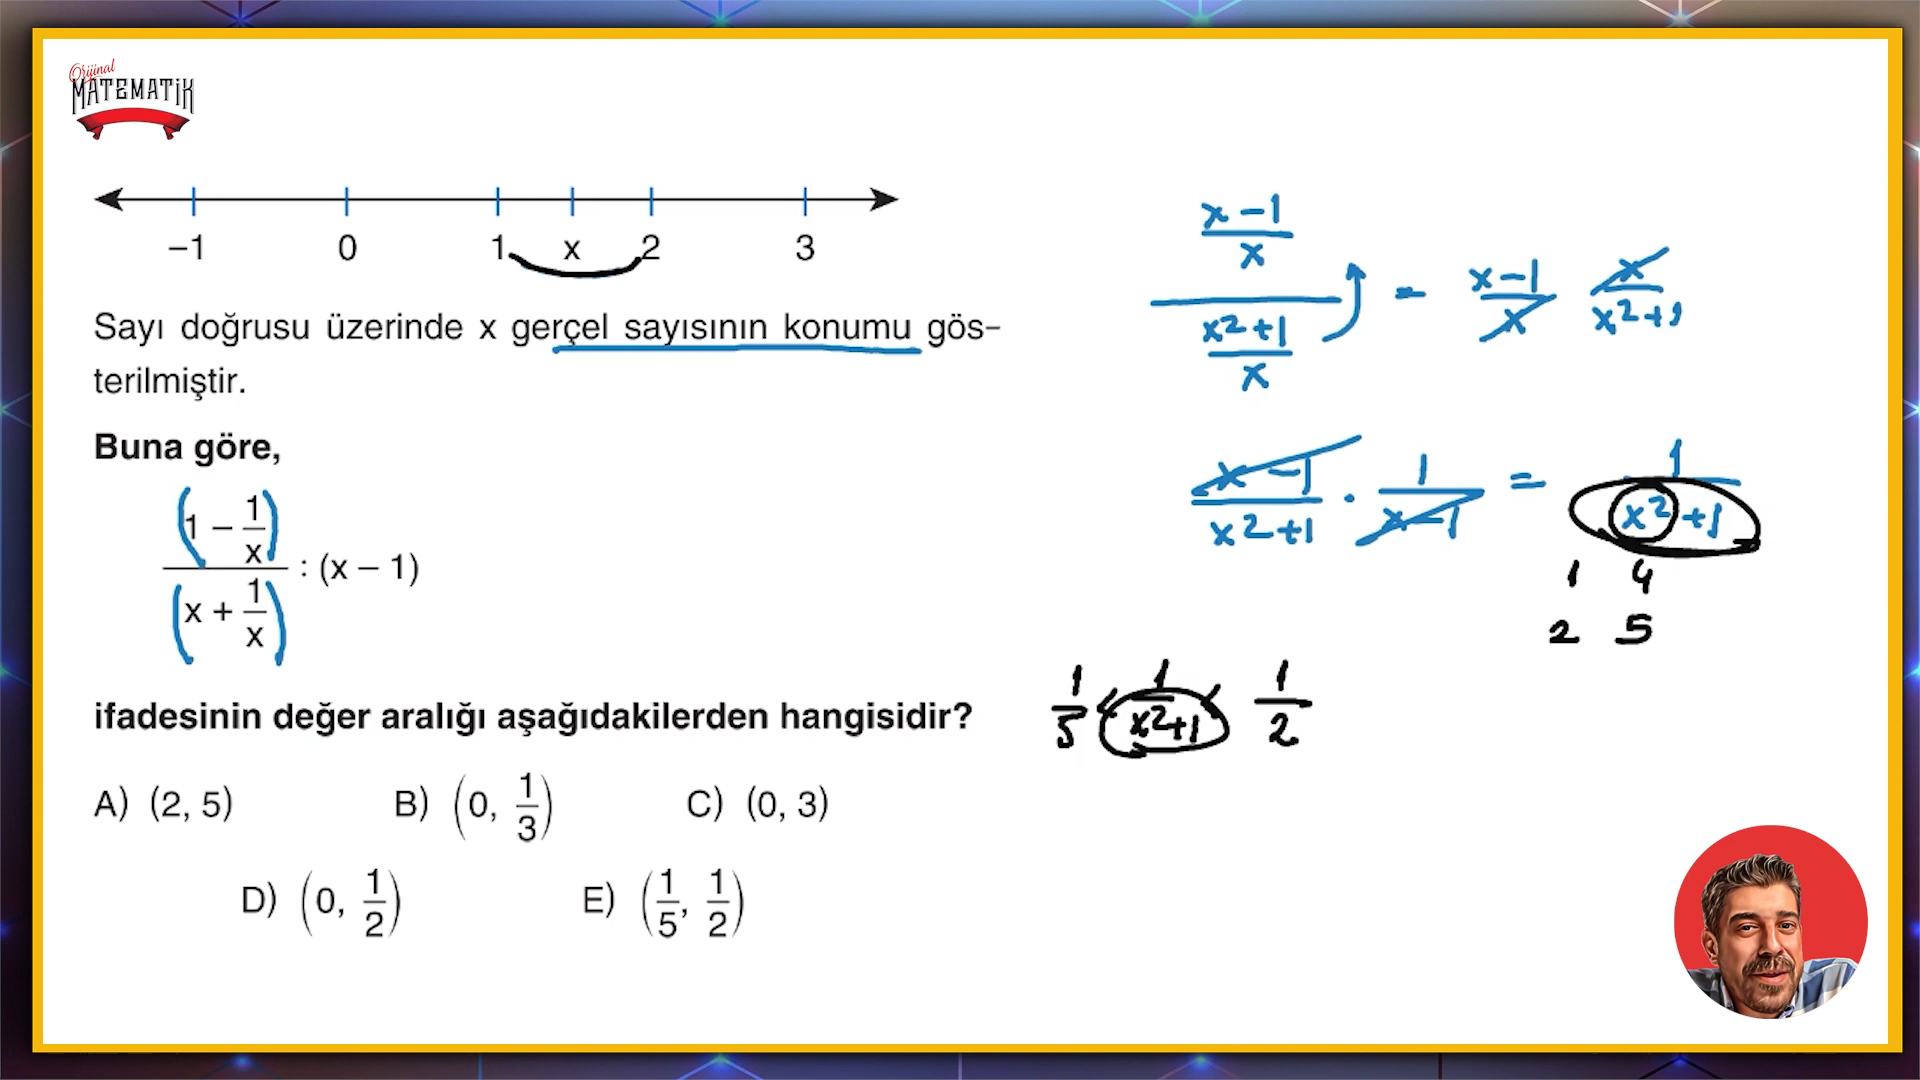 Orijinal
MATEMATİK
−1 0 1 x 2 3
Sayı doğrusu üzerinde x gerçel sayısının konumu gös-
terilmiştir.
Buna göre,
(1 − 1/x)/(x + 1/x) : (x − 1)
ifadesinin değer aralığı aşağıdakilerden hangisidir?
A) (2, 5) B) (0, 1/3) C) (0, 3)
D) (0, 1/2) E) (1/5, 1/2)
((x−1)/x)/((x²+1)/x) = (x−1)/x x/(x²+1)
(x−1)/(x²+1) · 1/(x−1) = 1/(x²+1)
1 4
2 5
1/5 < 1/(x²+1) < 1/2